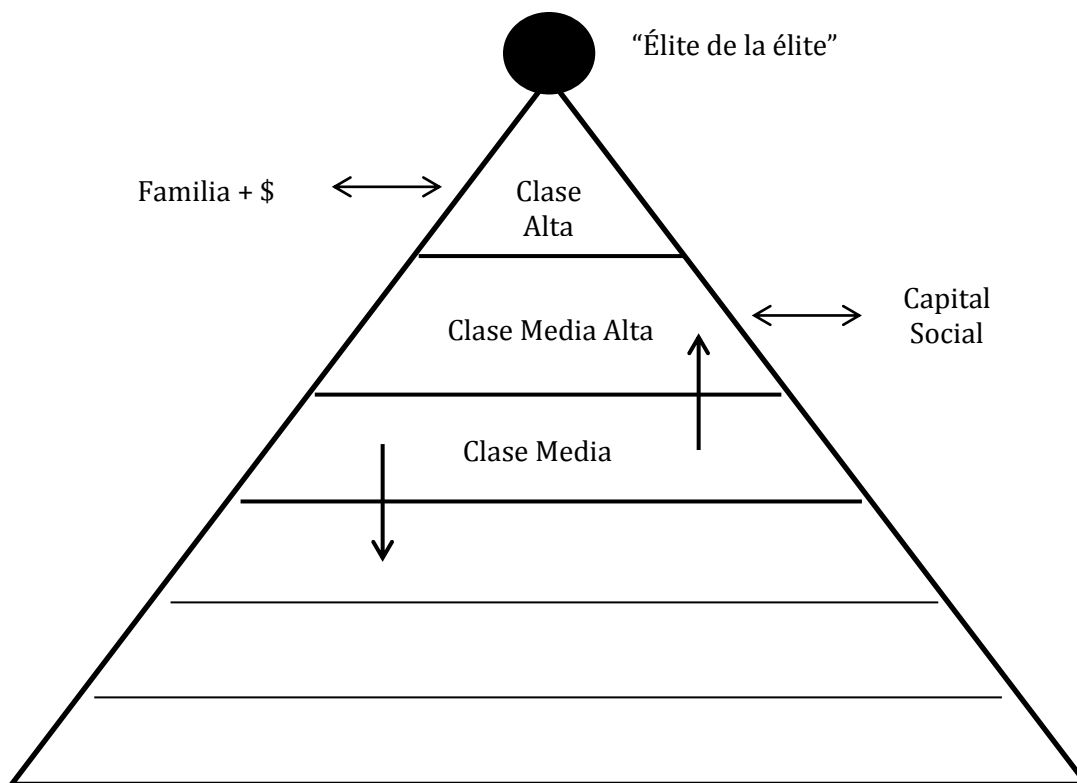 “Élite de la élite”
Familia + $
Clase
Alta
Capital
Social
Clase Media Alta
Clase Media